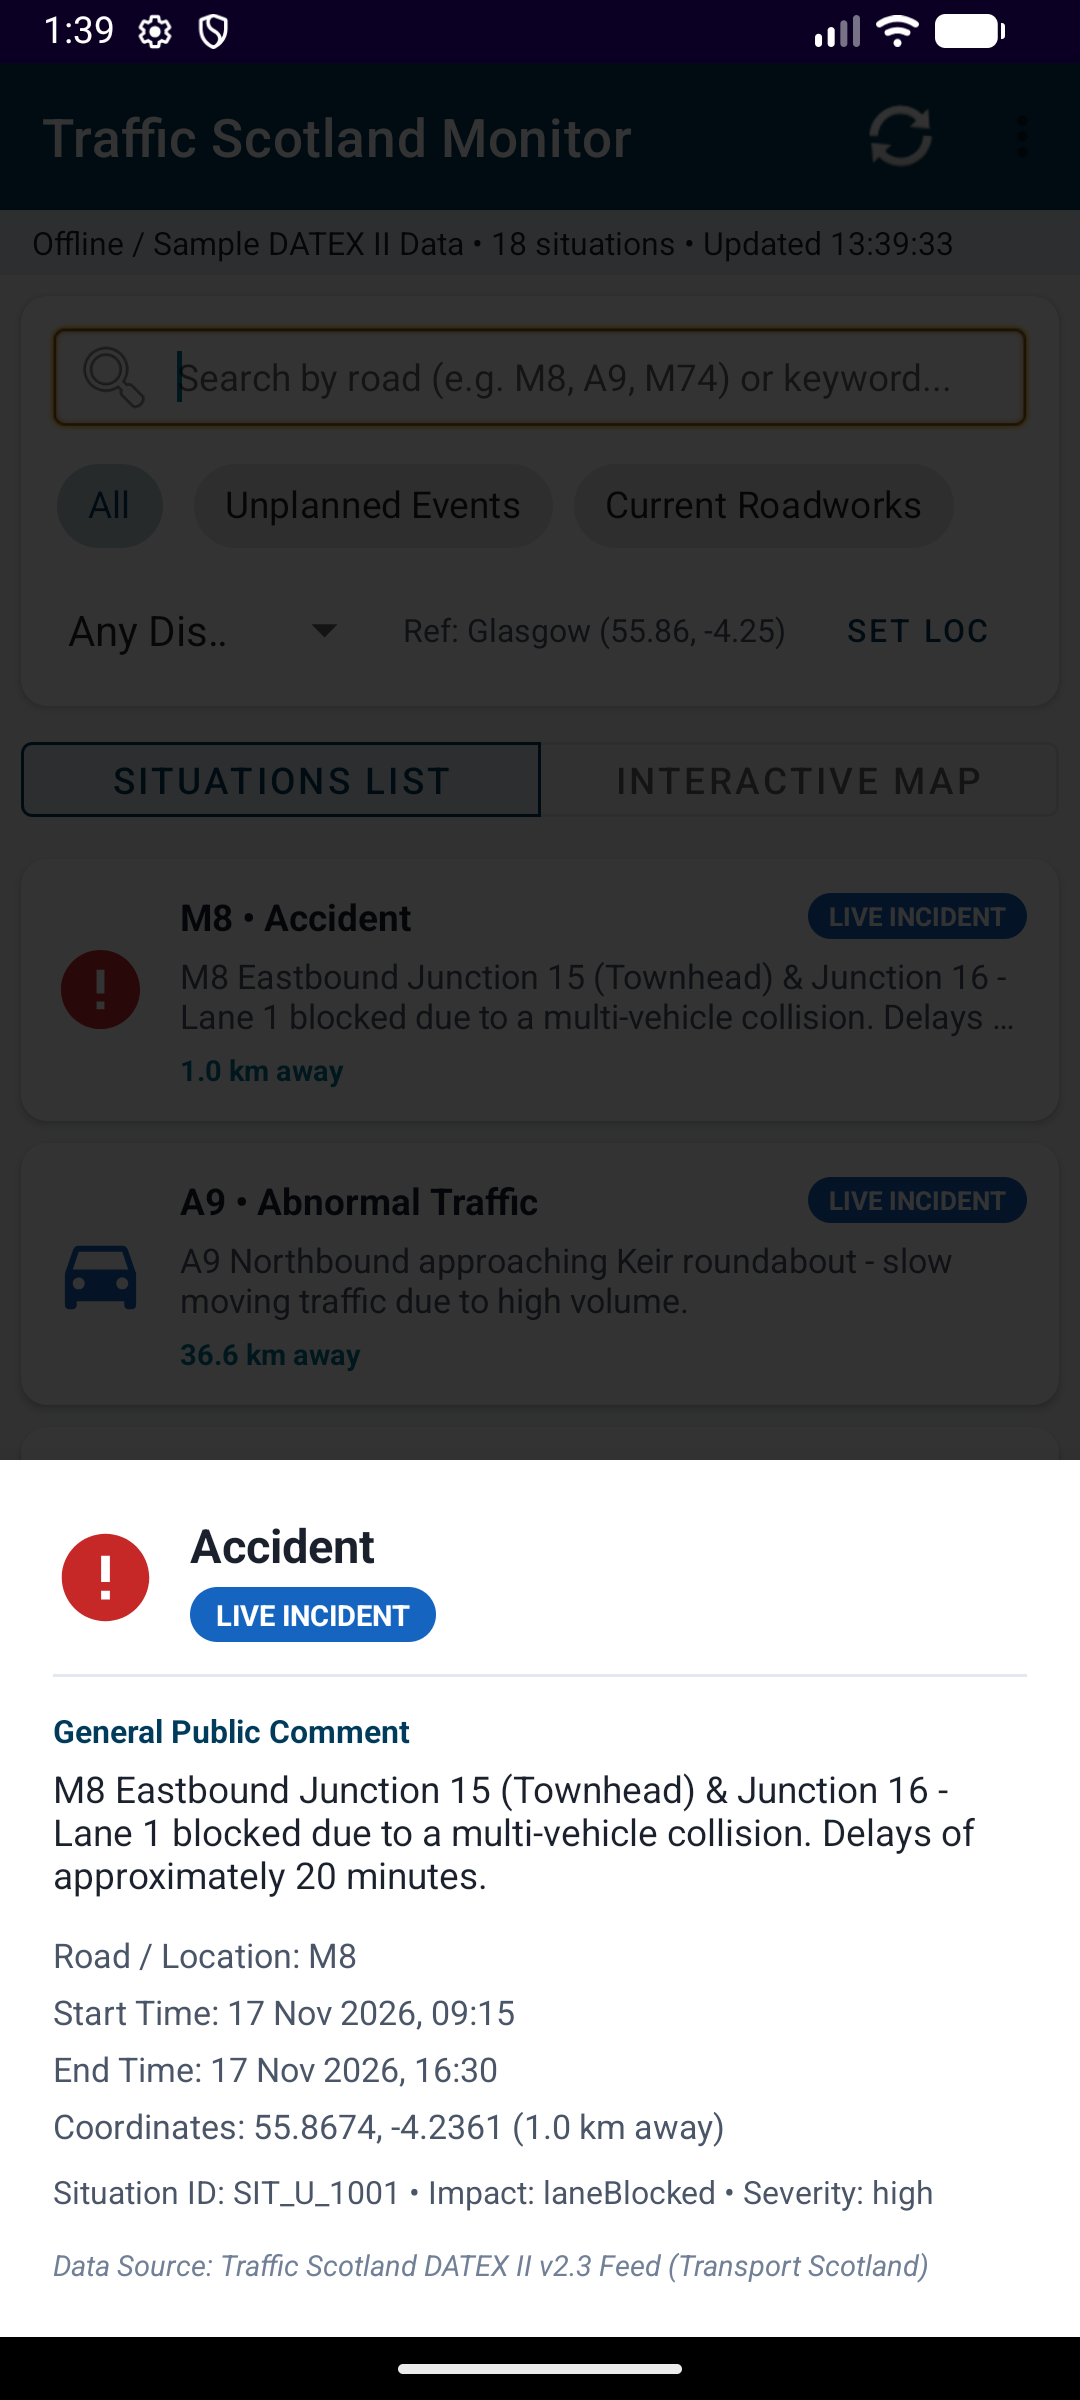 1:39
Traffic Scotland Monitor
Offline / Sample DATEX II Data • 18 situations • Updated 13:39:33
Search by road (e.g. M8, A9, M74) or keyword...
All
Unplanned Events
Current Roadworks
Any Dis..
Ref: Glasgow (55.86, -4.25)
SET LOC
SITUATIONS LIST
INTERACTIVE MAP
M8 • Accident
LIVE INCIDENT
M8 Eastbound Junction 15 (Townhead) & Junction 16 -
Lane 1 blocked due to a multi-vehicle collision. Delays ...
1.0 km away
A9 • Abnormal Traffic
LIVE INCIDENT
A9 Northbound approaching Keir roundabout - slow
moving traffic due to high volume.
36.6 km away
Accident
LIVE INCIDENT
General Public Comment
M8 Eastbound Junction 15 (Townhead) & Junction 16 -
Lane 1 blocked due to a multi-vehicle collision. Delays of
approximately 20 minutes.
Road / Location: M8
Start Time: 17 Nov 2026, 09:15
End Time: 17 Nov 2026, 16:30
Coordinates: 55.8674, -4.2361 (1.0 km away)
Situation ID: SIT_U_1001 • Impact: laneBlocked • Severity: high
Data Source: Traffic Scotland DATEX II v2.3 Feed (Transport Scotland)